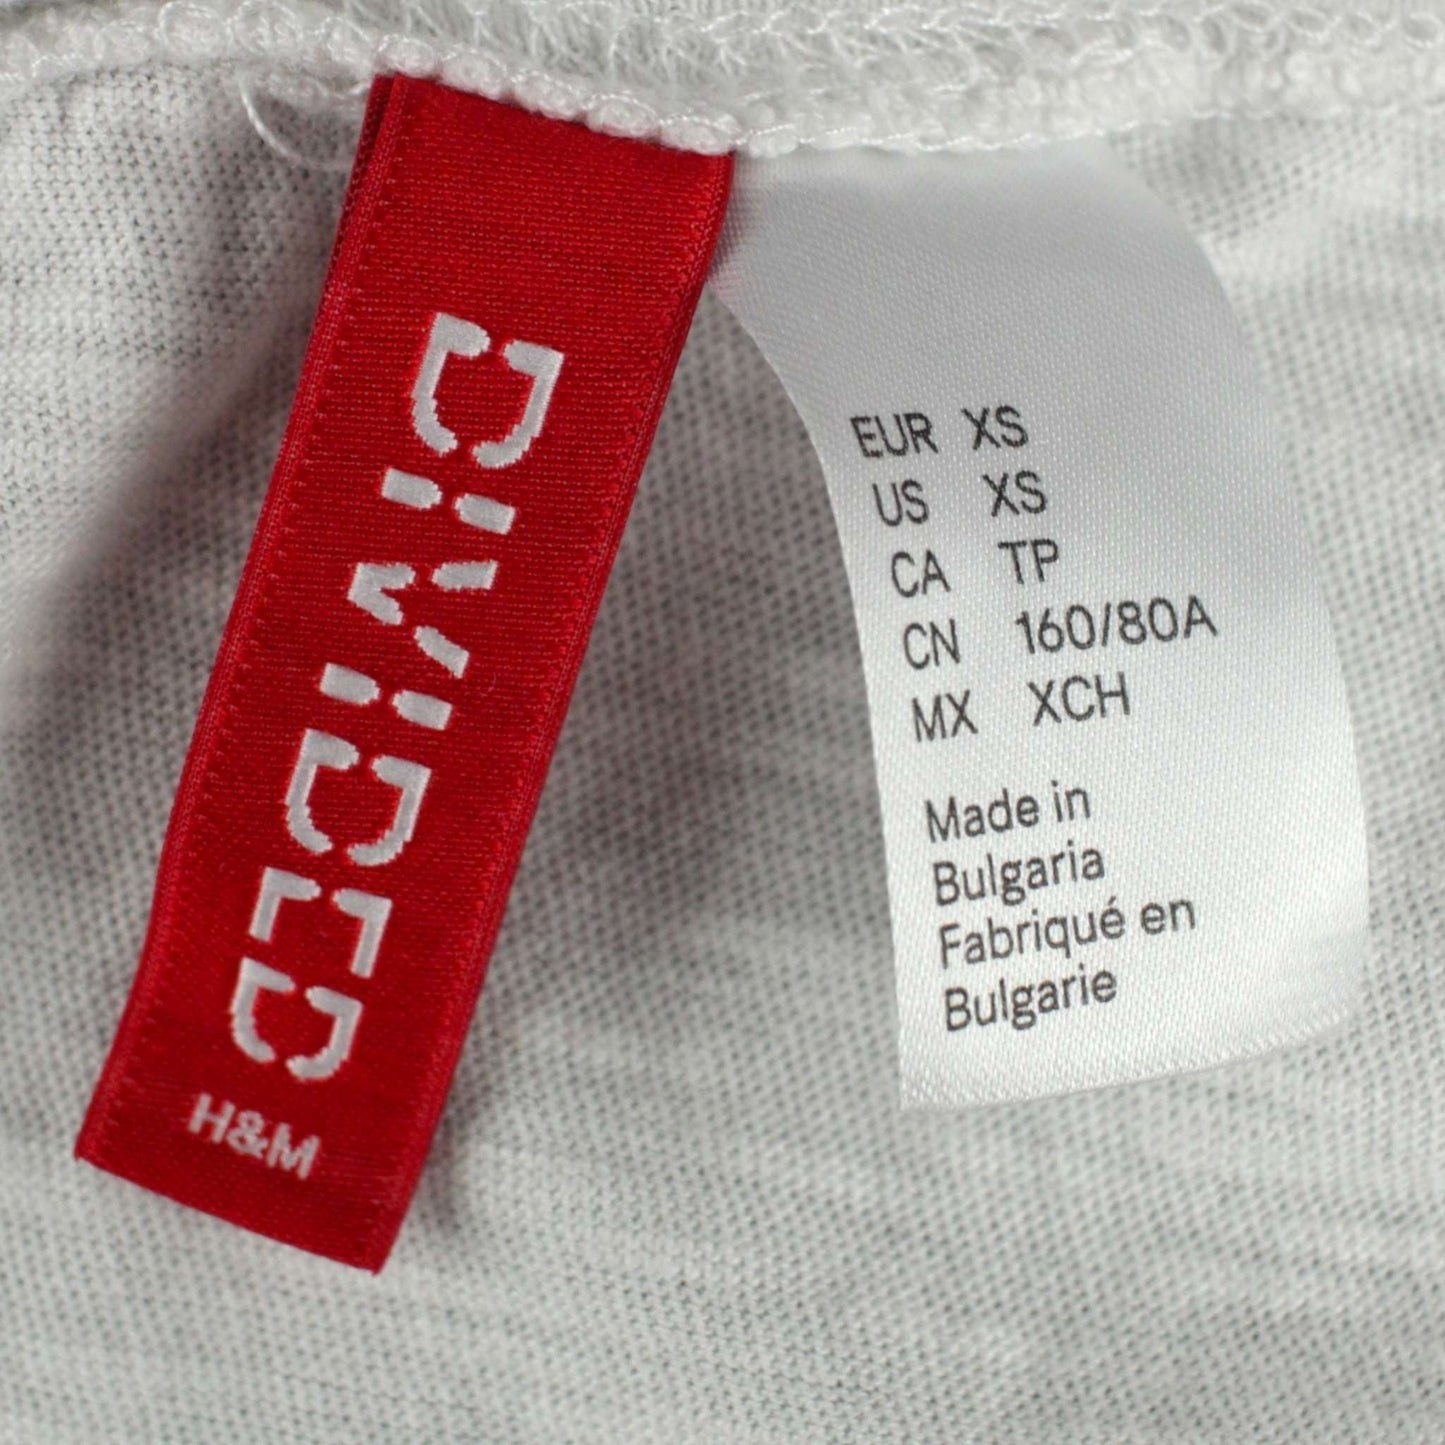 DIVIDED
H&M
EUR XS
US XS
CA TP
CN 160/80A
MX XCH
Made in
Bulgaria
Fabriqué en
Bulgarie